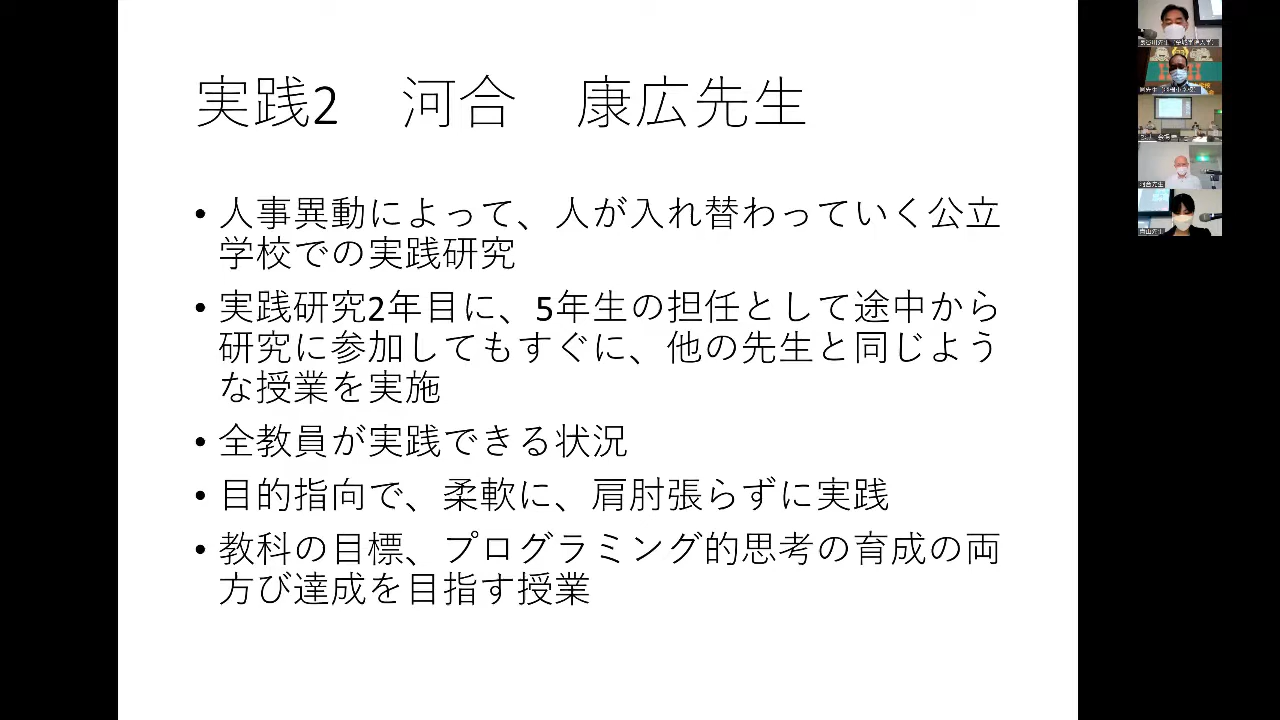 実践2　河合　康広先生
• 人事異動によって、人が入れ替わっていく公立
学校での実践研究
• 実践研究2年目に、5年生の担任として途中から
研究に参加してもすぐに、他の先生と同じよう
な授業を実施
• 全教員が実践できる状況
• 目的指向で、柔軟に、肩肘張らずに実践
• 教科の目標、プログラミング的思考の育成の両
方び達成を目指す授業